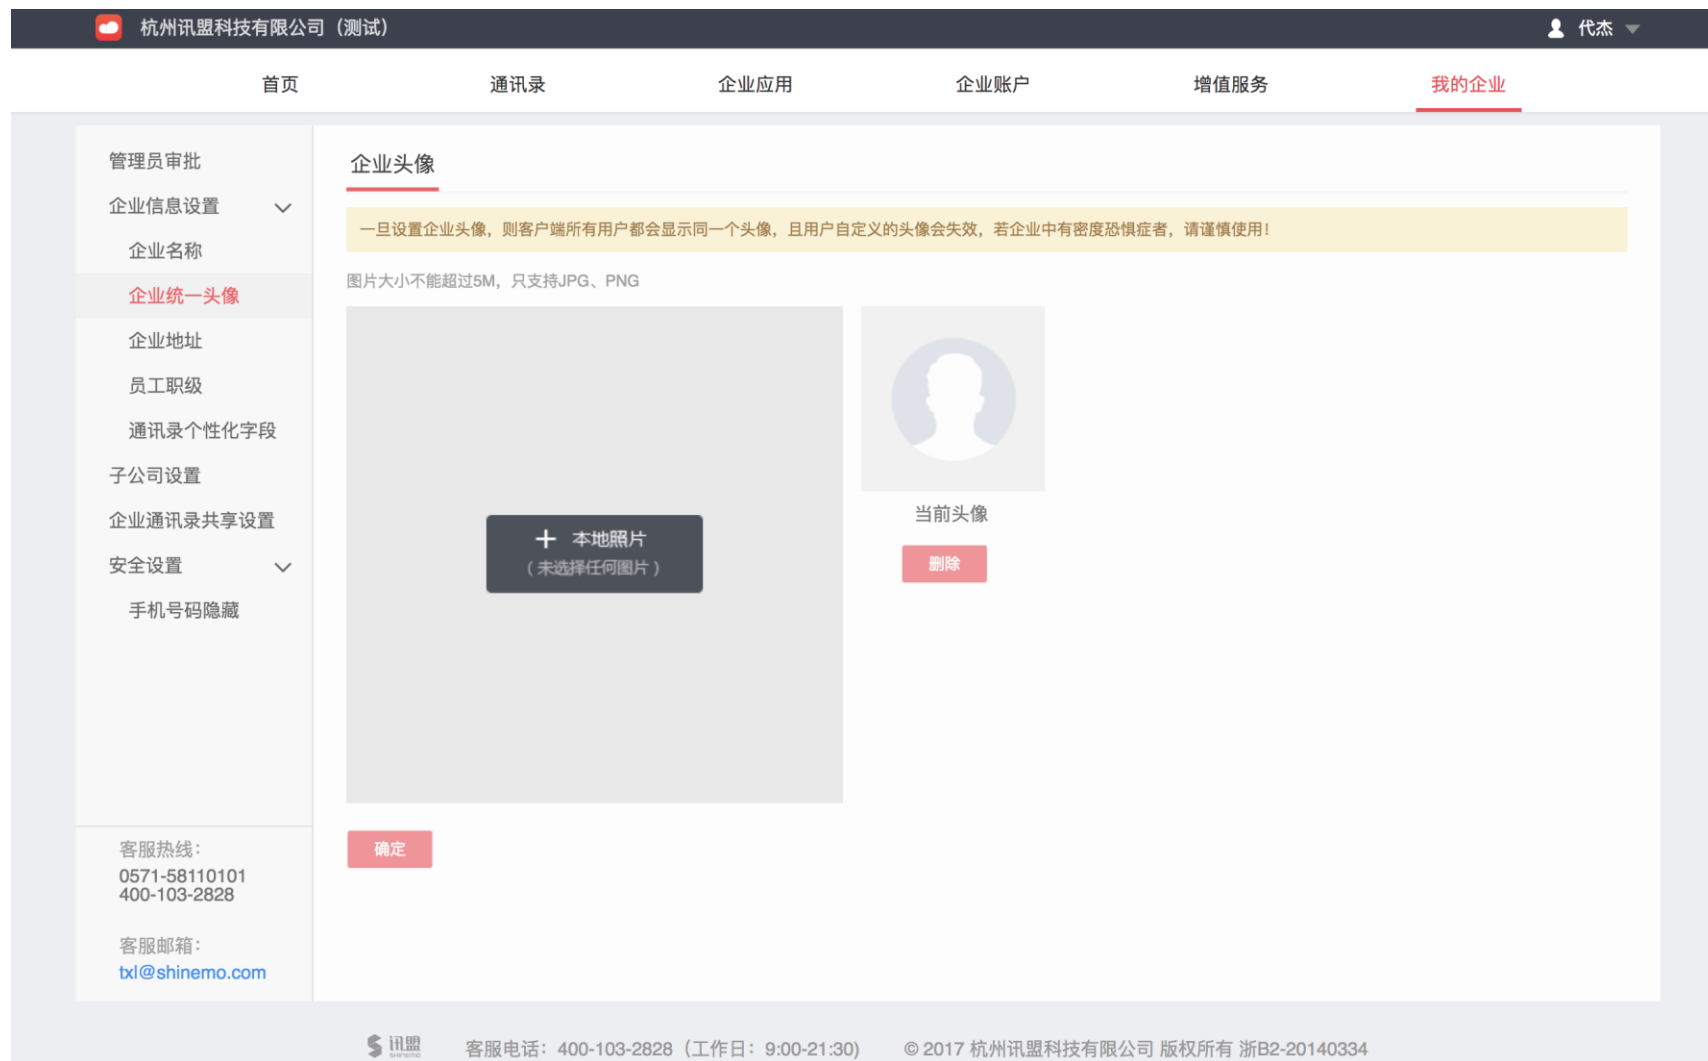 杭州讯盟科技有限公司（测试）
代杰
首页
通讯录
企业应用
企业账户
增值服务
我的企业
管理员审批
企业信息设置
企业名称
企业统一头像
企业地址
员工职级
通讯录个性化字段
子公司设置
企业通讯录共享设置
安全设置
手机号码隐藏
客服热线：
0571-58110101
400-103-2828
客服邮箱：
txl@shinemo.com
企业头像
一旦设置企业头像，则客户端所有用户都会显示同一个头像，且用户自定义的头像会失效，若企业中有密度恐惧症者，请谨慎使用！
图片大小不能超过5M，只支持JPG、PNG
本地照片
（未选择任何图片）
当前头像
删除
确定
讯盟
SHINEMO
客服电话：400-103-2828（工作日：9:00-21:30)
© 2017 杭州讯盟科技有限公司 版权所有 浙B2-20140334